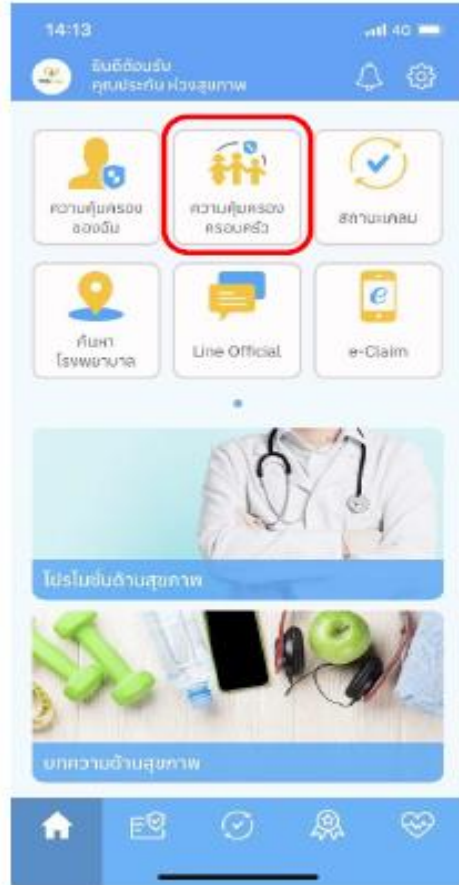 14:13
4G
ยินดีต้อนรับ
คุณประกัน ห่วงสุขภาพ
ความคุ้มครอง
ของฉัน
ความคุ้มครอง
ครอบครัว
สถานะเคลม
ค้นหา
โรงพยาบาล
Line Official
e-Claim
โปรโมชั่นด้านสุขภาพ
บทความด้านสุขภาพ